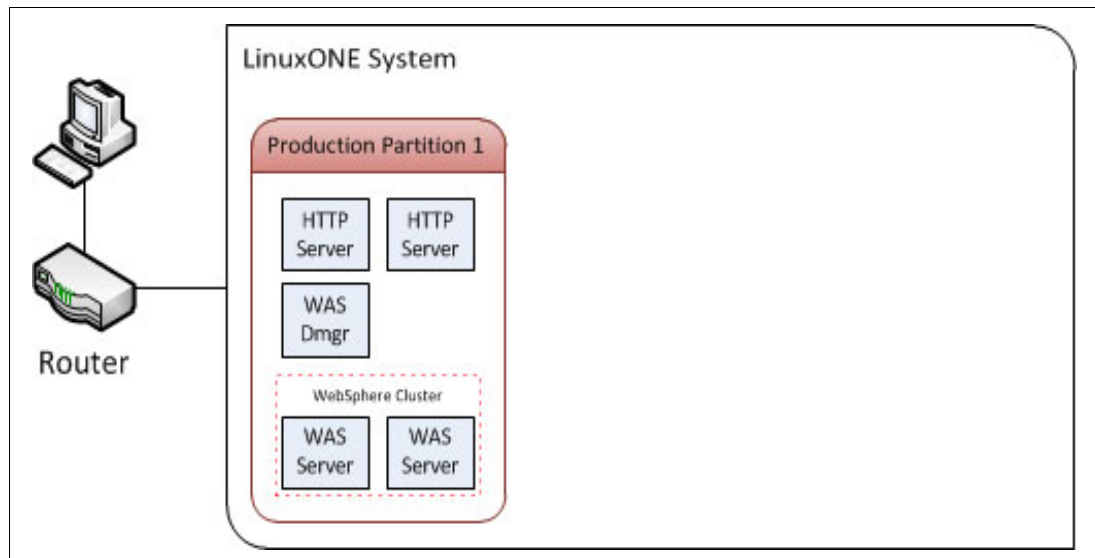 LinuxONE System
Production Partition 1
HTTP
Server
HTTP
Server
WAS
Dmgr
WebSphere Cluster
WAS
Server
WAS
Server
Router